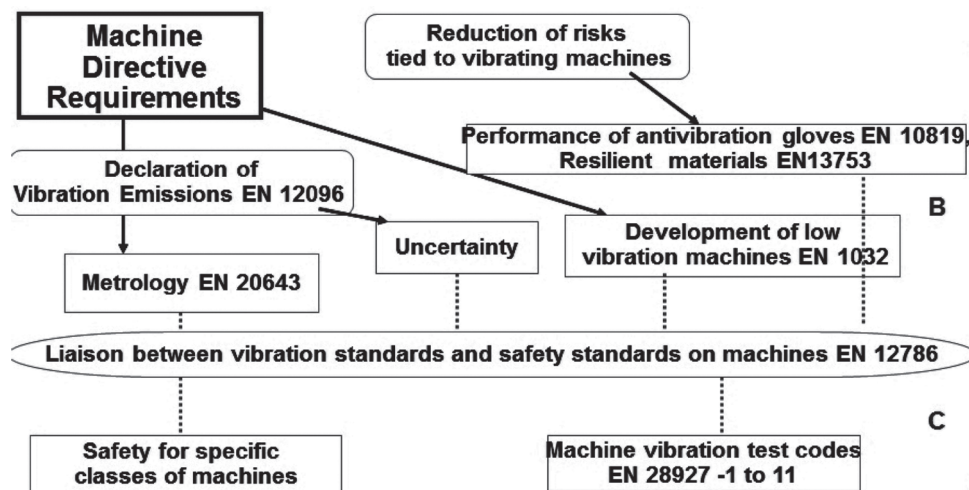 Machine
Directive
Requirements
Reduction of risks
tied to vibrating machines
Performance of antivibration gloves EN 10819,
Resilient materials EN13753
Declaration of
Vibration Emissions EN 12096
B
Uncertainty
Development of low
vibration machines EN 1032
Metrology EN 20643
Liaison between vibration standards and safety standards on machines EN 12786
C
Safety for specific
classes of machines
Machine vibration test codes
EN 28927 -1 to 11